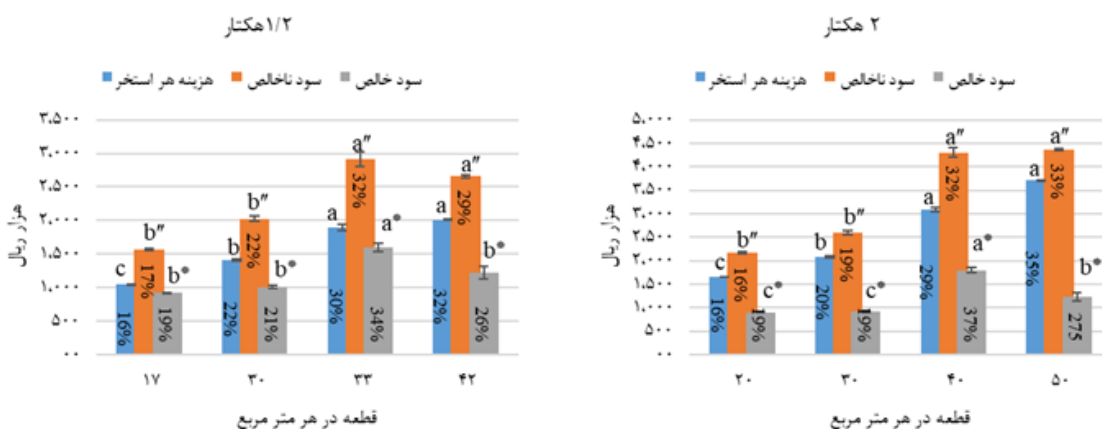 ۱/۲هکتار
هزینه هر استخر سود ناخالص سود خالص
هزار ریال
۳،۵۰۰
۳،۰۰۰
۲،۵۰۰
۲،۰۰۰
۱،۵۰۰
۱،۰۰۰
۵۰۰
۰۰
c b″ b*
16% 17% 19%
b b″ b*
22% 22% 21%
a a″ a*
30% 32% 34%
a a″ b*
32% 29% 26%
۱۷ ۳۰ ۳۳ ۴۲
قطعه در هر متر مربع
۲ هکتار
هزینه هر استخر سود ناخالص سود خالص
هزار ریال
۵،۰۰۰
۴،۵۰۰
۴،۰۰۰
۳،۵۰۰
۳،۰۰۰
۲،۵۰۰
۲،۰۰۰
۱،۵۰۰
۱،۰۰۰
۵۰۰
۰۰
c b″ c*
16% 16% 19%
b b″ c*
20% 19% 19%
a a″ a*
29% 32% 37%
a a″ b*
35% 33% 275
۲۰ ۳۰ ۴۰ ۵۰
قطعه در هر متر مربع